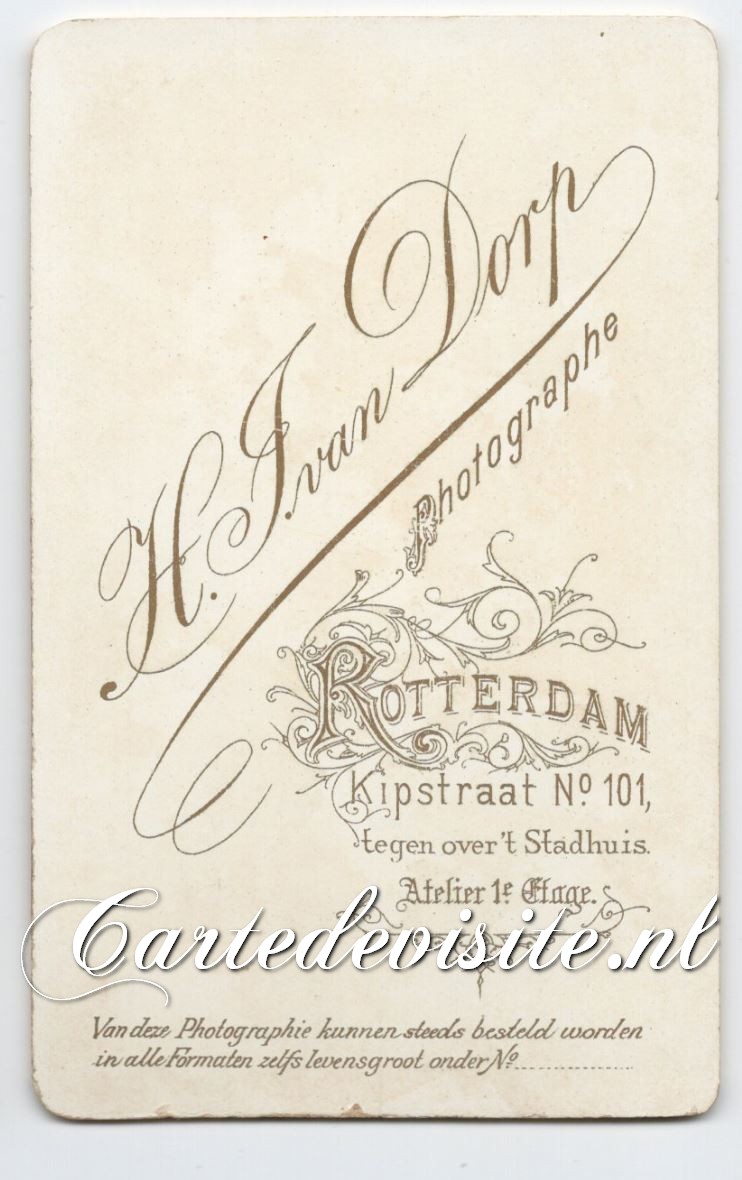 H. J. van Dorp
Photographe
ROTTERDAM
Kipstraat Nº 101,
tegen over 't Stadhuis.
Atelier 1e Etage.
Cartedevisite.nl
Van deze Photographie kunnen steeds besteld worden
in alle Formaten zelfs levensgroot onder Nº..................